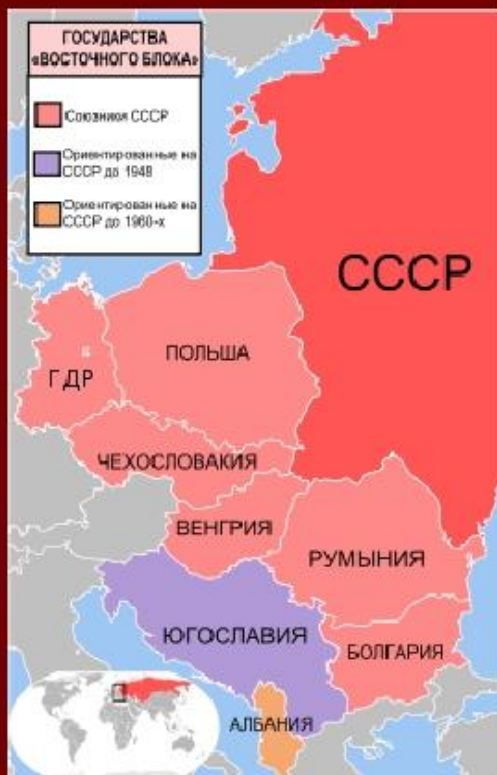 ГОСУДАРСТВА
«ВОСТОЧНОГО БЛОКА»
Союзники СССР
Ориентированные на
СССР до 1948
Ориентированные на
СССР до 1960-х
СССР
ПОЛЬША
ГДР
ЧЕХОСЛОВАКИЯ
ВЕНГРИЯ
РУМЫНИЯ
ЮГОСЛАВИЯ
БОЛГАРИЯ
АЛБАНИЯ